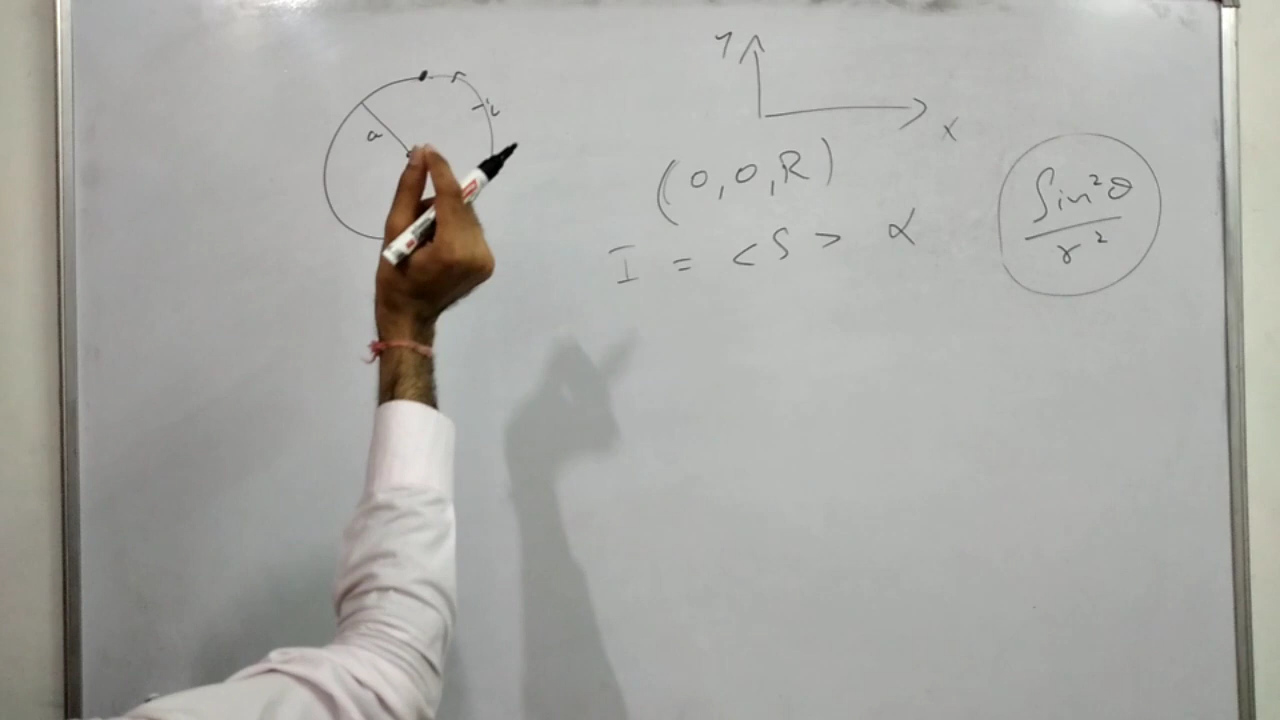 a
i
y
x
(0,0,R)
I = <S> α
Sin²θ
r²